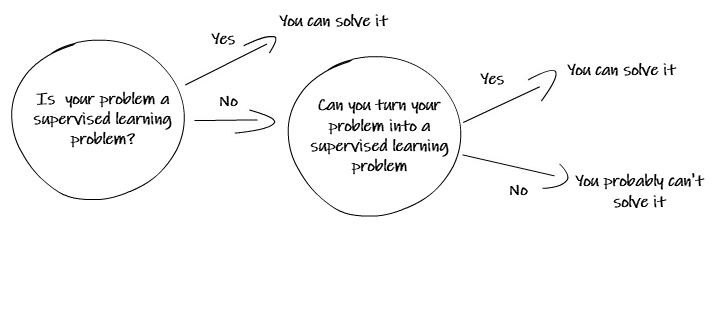 You can solve it
Yes
Is your problem a
supervised learning
problem?
No
Can you turn your
problem into a
supervised learning
problem
Yes
You can solve it
No
You probably can't
solve it